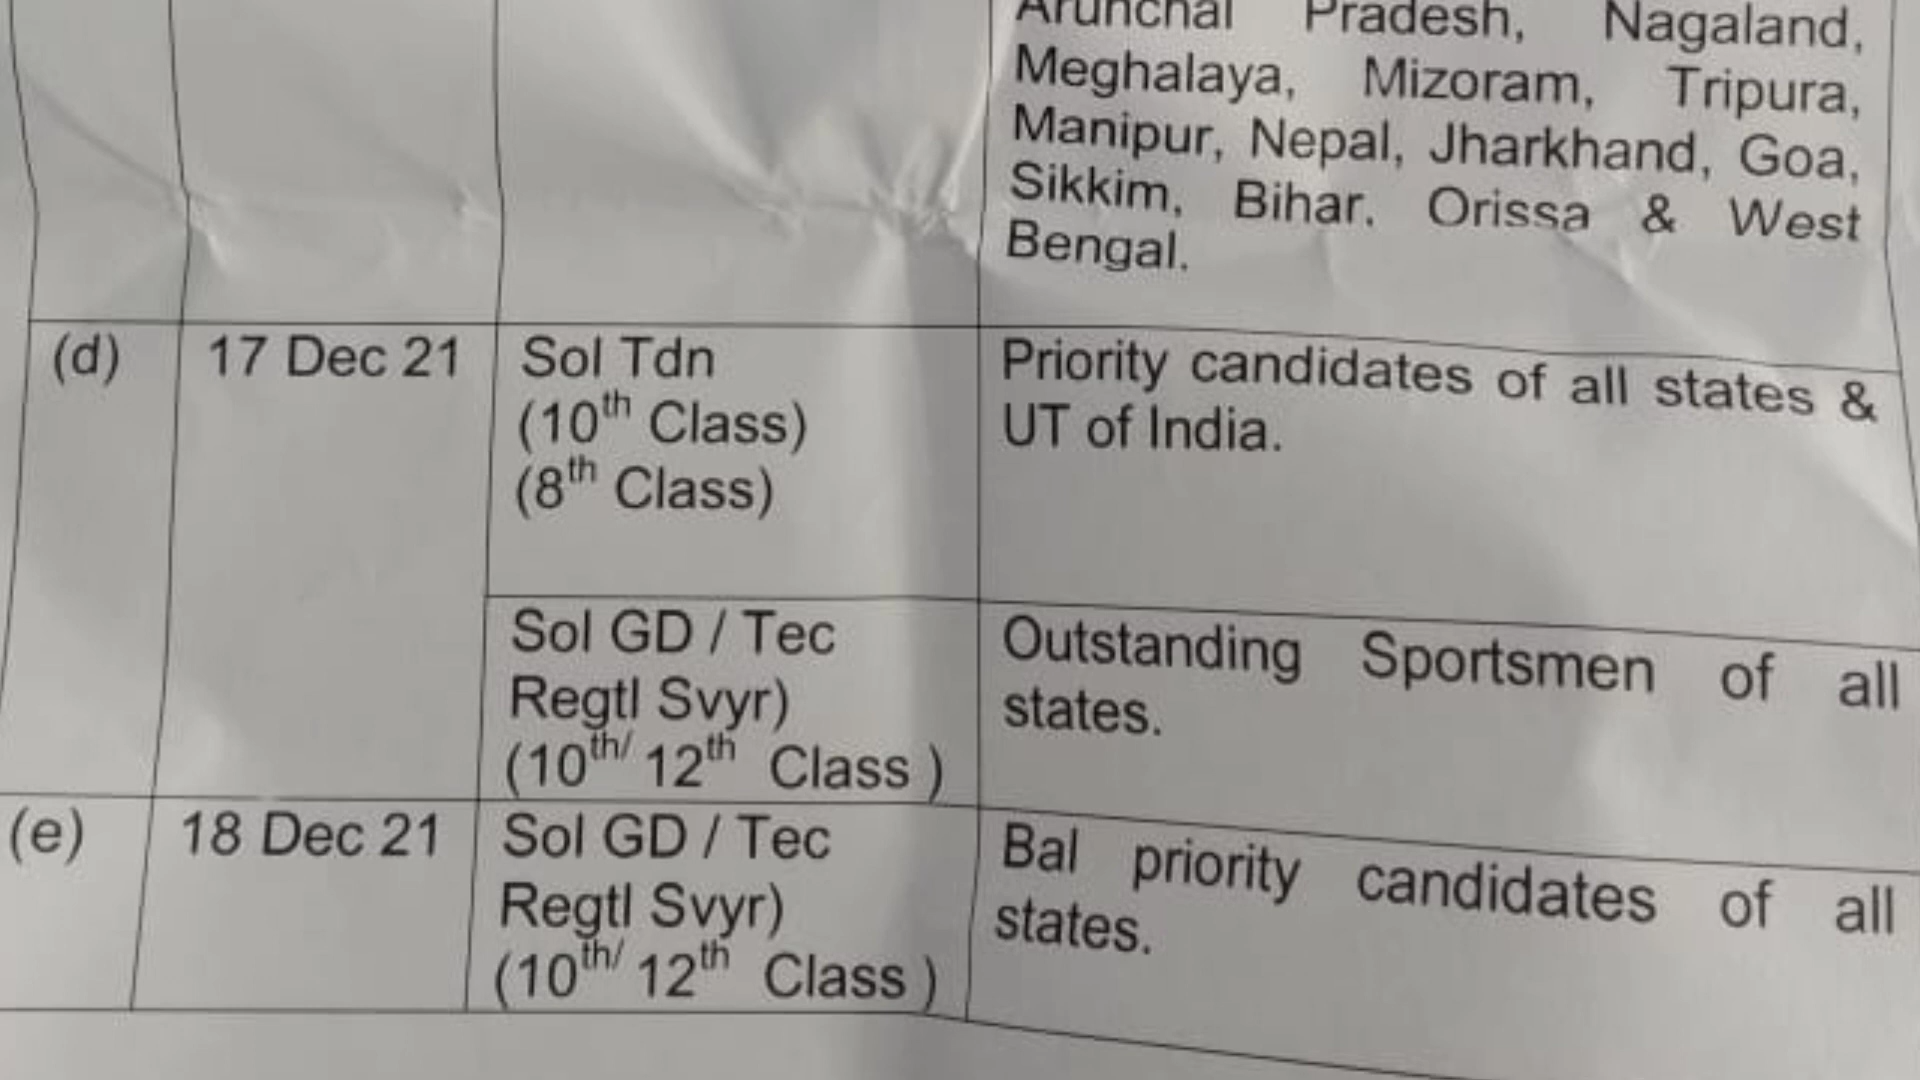 Arunchal Pradesh, Nagaland,
Meghalaya, Mizoram, Tripura,
Manipur, Nepal, Jharkhand, Goa,
Sikkim, Bihar. Orissa & West
Bengal.
(d) 17 Dec 21 Sol Tdn
(10th Class)
(8th Class)
Priority candidates of all states &
UT of India.
Sol GD / Tec
Regtl Svyr)
(10th/ 12th Class )
Outstanding Sportsmen of all
states.
(e) 18 Dec 21 Sol GD / Tec
Regtl Svyr)
(10th/ 12th Class )
Bal priority candidates of all
states.